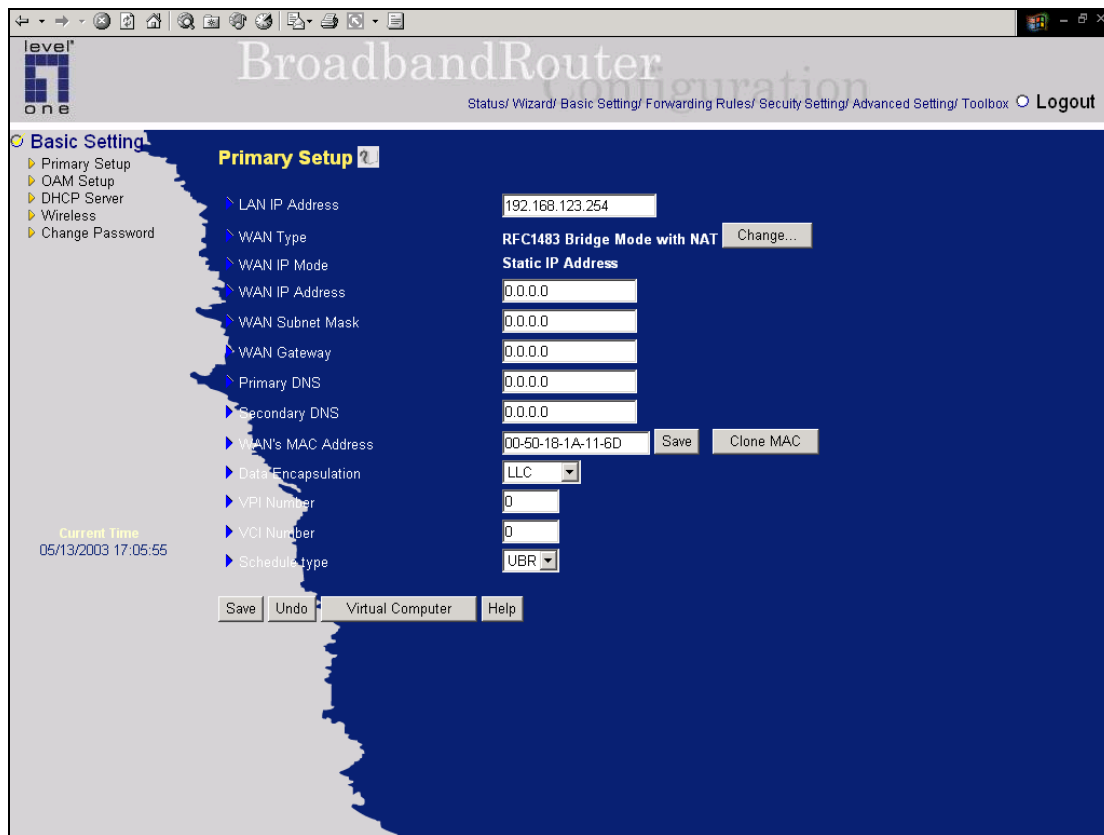 level
one
BroadbandRouter
Configuration
Status/ Wizard/ Basic Setting/ Forwarding Rules/ Secuity Setting/ Advanced Setting/ Toolbox Logout
Basic Setting
Primary Setup
OAM Setup
DHCP Server
Wireless
Change Password
Current Time
05/13/2003 17:05:55
Primary Setup
LAN IP Address 192.168.123.254
WAN Type RFC1483 Bridge Mode with NAT Change...
WAN IP Mode Static IP Address
WAN IP Address 0.0.0.0
WAN Subnet Mask 0.0.0.0
WAN Gateway 0.0.0.0
Primary DNS 0.0.0.0
Secondary DNS 0.0.0.0
WAN's MAC Address 00-50-18-1A-11-6D Save Clone MAC
Data Encapsulation LLC
VPI Number 0
VCI Number 0
Schedule type UBR
Save Undo Virtual Computer Help